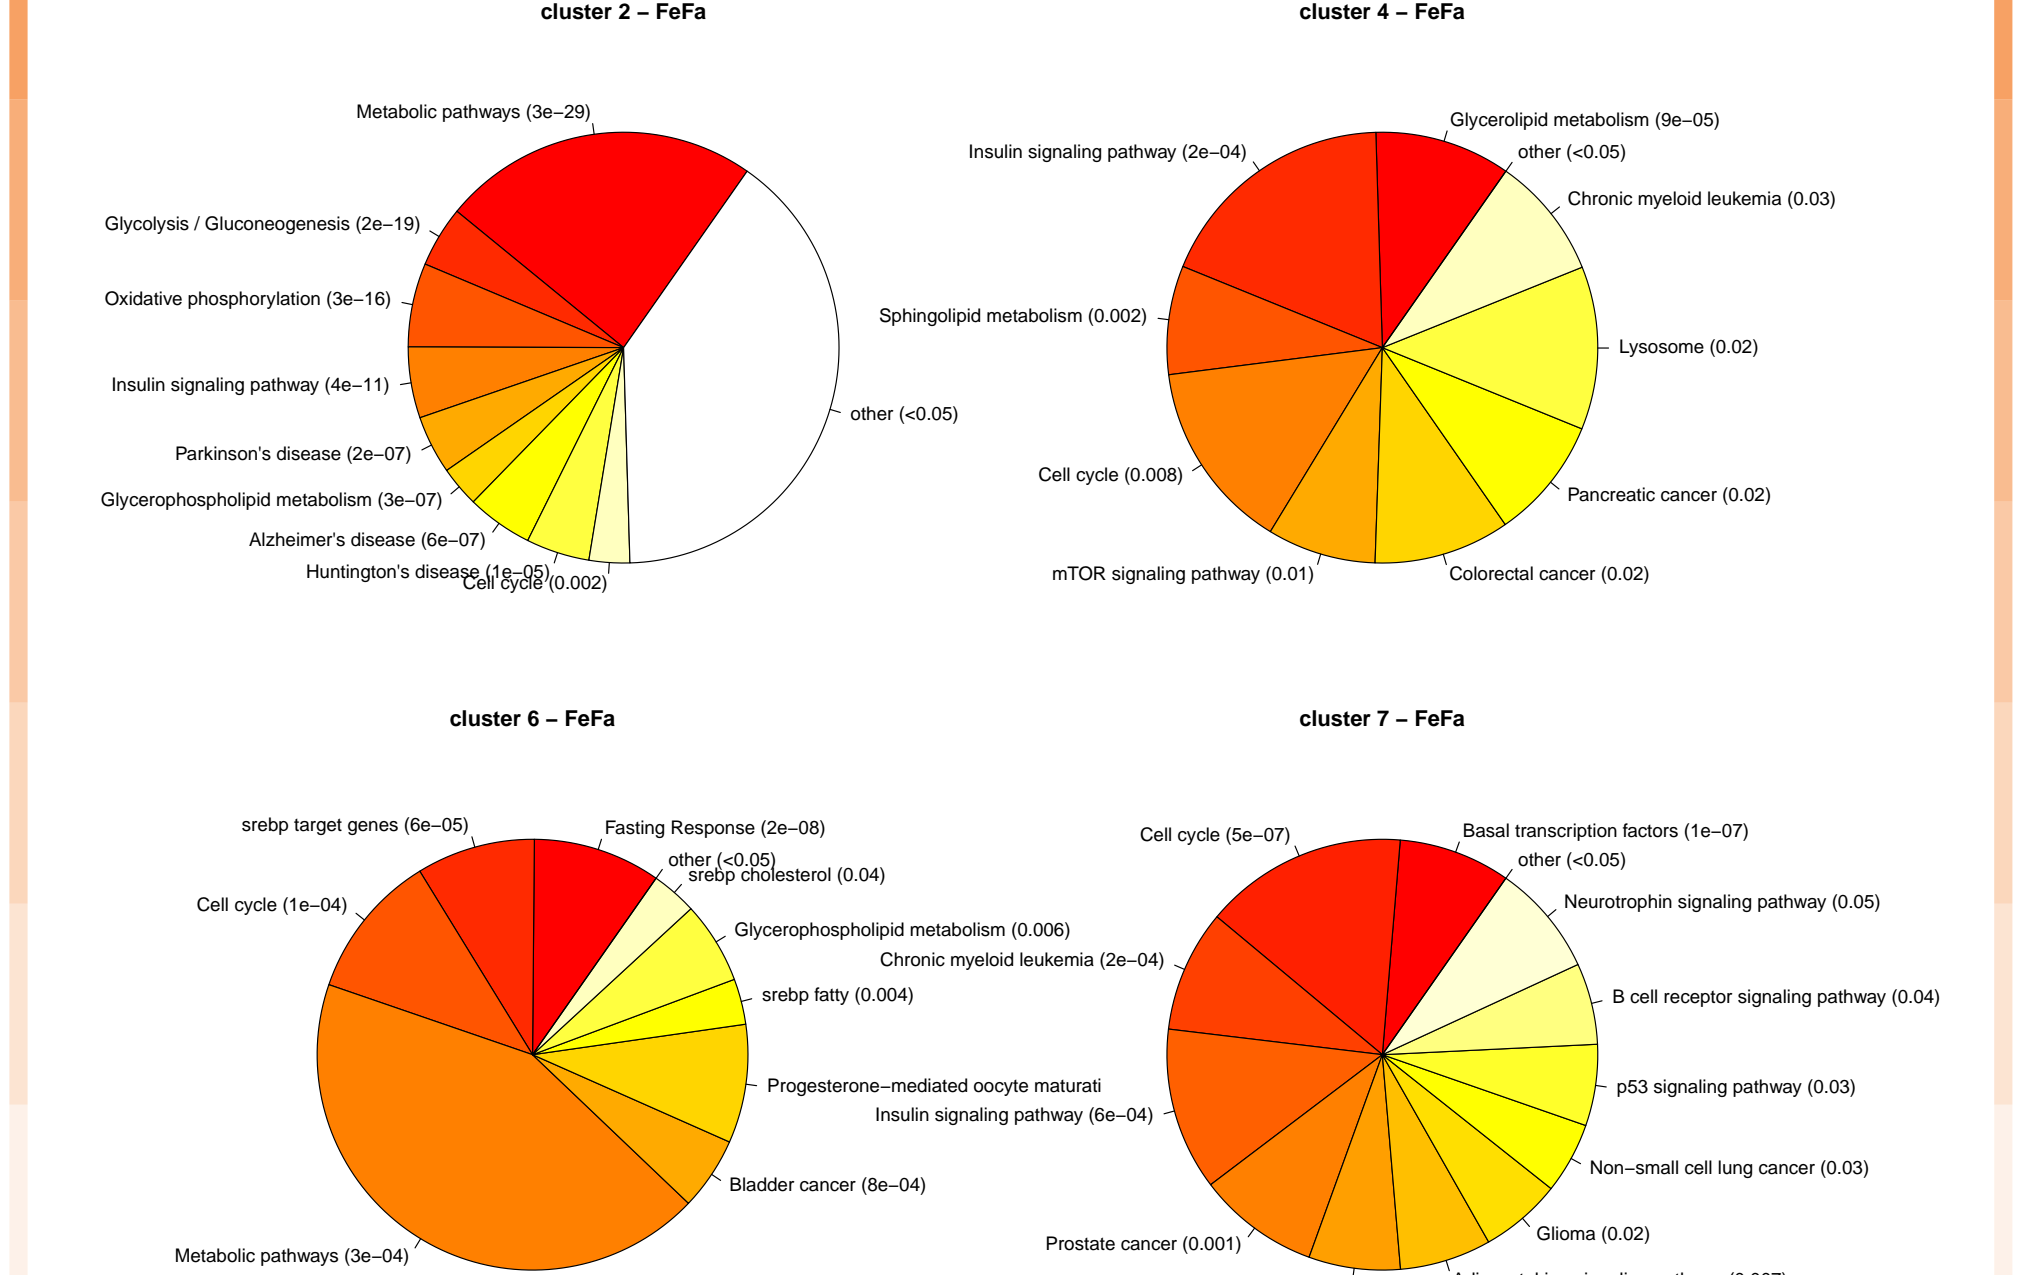 cluster 2 − FeFa
Metabolic pathways (3e−29)
Glycolysis / Gluconeogenesis (2e−19)
Oxidative phosphorylation (3e−16)
Insulin signaling pathway (4e−11)
Parkinson's disease (2e−07)
Glycerophospholipid metabolism (3e−07)
Alzheimer's disease (6e−07)
Huntington's disease (1e−05)
Cell cycle (0.002)
other (<0.05)
cluster 4 − FeFa
Glycerolipid metabolism (9e−05)
Insulin signaling pathway (2e−04)
Sphingolipid metabolism (0.002)
Cell cycle (0.008)
mTOR signaling pathway (0.01)
Colorectal cancer (0.02)
Pancreatic cancer (0.02)
Lysosome (0.02)
Chronic myeloid leukemia (0.03)
other (<0.05)
cluster 6 − FeFa
Fasting Response (2e−08)
srebp target genes (6e−05)
Cell cycle (1e−04)
Metabolic pathways (3e−04)
Bladder cancer (8e−04)
Progesterone−mediated oocyte maturati
srebp fatty (0.004)
Glycerophospholipid metabolism (0.006)
srebp cholesterol (0.04)
other (<0.05)
cluster 7 − FeFa
Basal transcription factors (1e−07)
Cell cycle (5e−07)
Chronic myeloid leukemia (2e−04)
Insulin signaling pathway (6e−04)
Prostate cancer (0.001)
Glioma (0.02)
Non−small cell lung cancer (0.03)
p53 signaling pathway (0.03)
B cell receptor signaling pathway (0.04)
Neurotrophin signaling pathway (0.05)
other (<0.05)